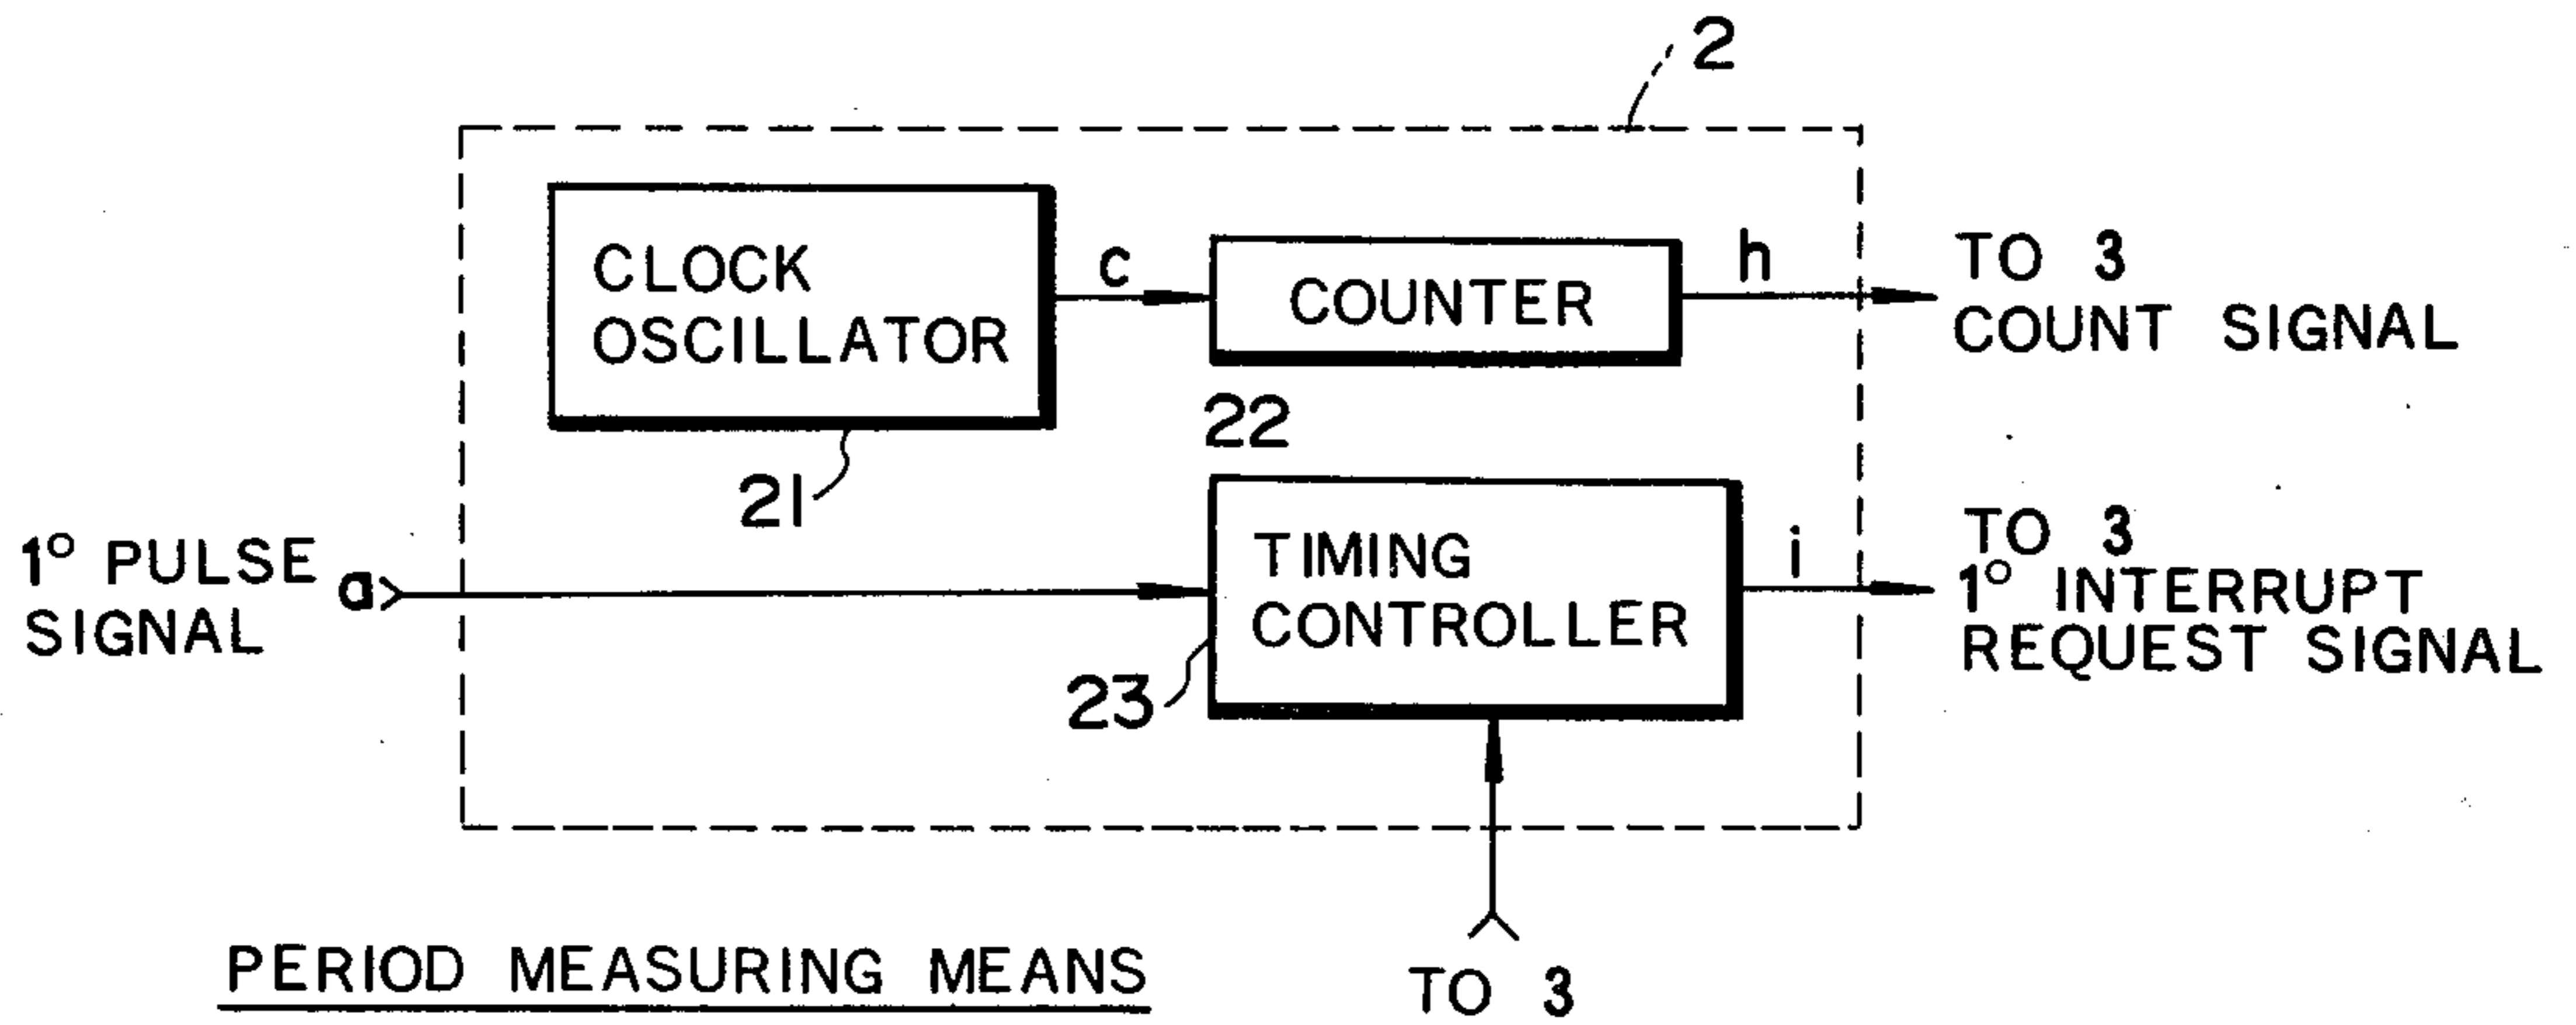 2
CLOCK
OSCILLATOR
c
COUNTER
h
TO 3
COUNT SIGNAL
21
22
1° PULSE
SIGNAL
a
TIMING
CONTROLLER
i
TO 3
1° INTERRUPT
REQUEST SIGNAL
23
PERIOD MEASURING MEANS
TO 3